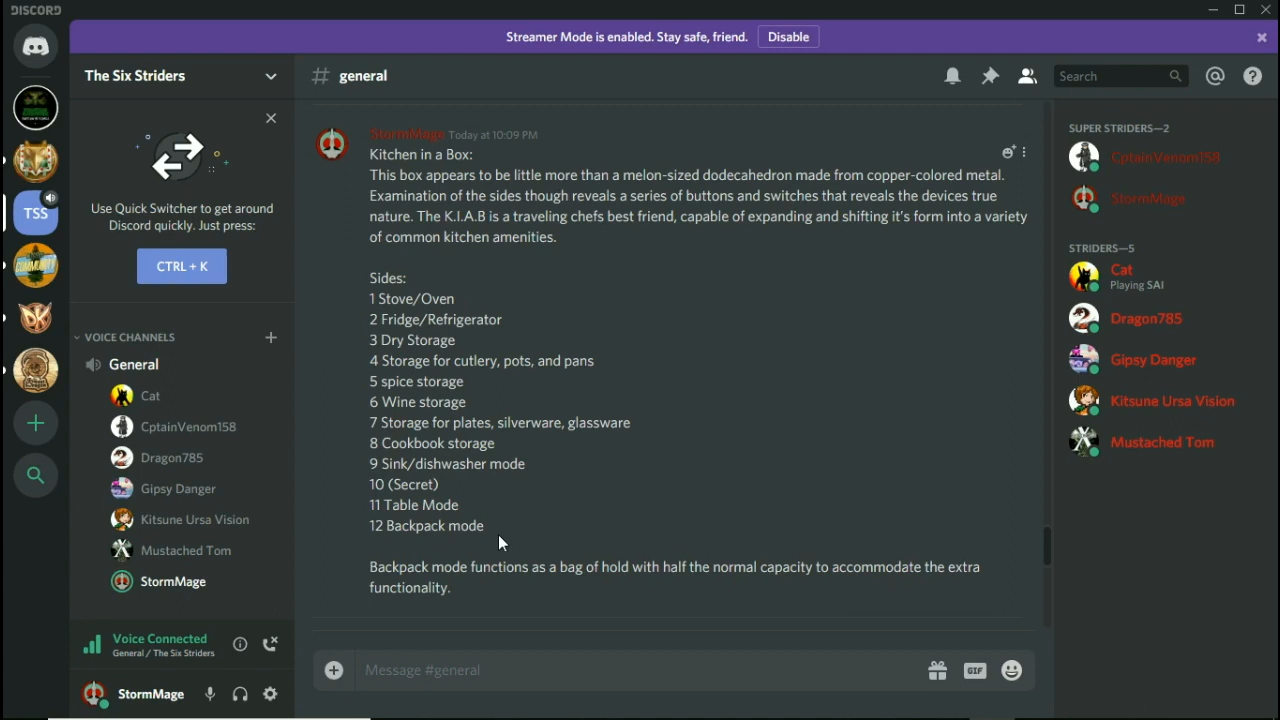 DISCORD
Streamer Mode is enabled. Stay safe, friend.
Disable
The Six Striders
# general
Search
Use Quick Switcher to get around
Discord quickly. Just press:
CTRL + K
VOICE CHANNELS
General
Cat
CptainVenom158
Dragon785
Gipsy Danger
Kitsune Ursa Vision
Mustached Tom
StormMage
Voice Connected
General / The Six Striders
StormMage
TSS
COMMUNITY
StormMage Today at 10:09 PM
Kitchen in a Box:
This box appears to be little more than a melon-sized dodecahedron made from copper-colored metal.
Examination of the sides though reveals a series of buttons and switches that reveals the devices true
nature. The K.I.A.B is a traveling chefs best friend, capable of expanding and shifting it's form into a variety
of common kitchen amenities.
Sides:
1 Stove/Oven
2 Fridge/Refrigerator
3 Dry Storage
4 Storage for cutlery, pots, and pans
5 spice storage
6 Wine storage
7 Storage for plates, silverware, glassware
8 Cookbook storage
9 Sink/dishwasher mode
10 (Secret)
11 Table Mode
12 Backpack mode
Backpack mode functions as a bag of hold with half the normal capacity to accommodate the extra
functionality.
Message #general
GIF
SUPER STRIDERS—2
CptainVenom158
StormMage
STRIDERS—5
Cat
Playing SAI
Dragon785
Gipsy Danger
Kitsune Ursa Vision
Mustached Tom